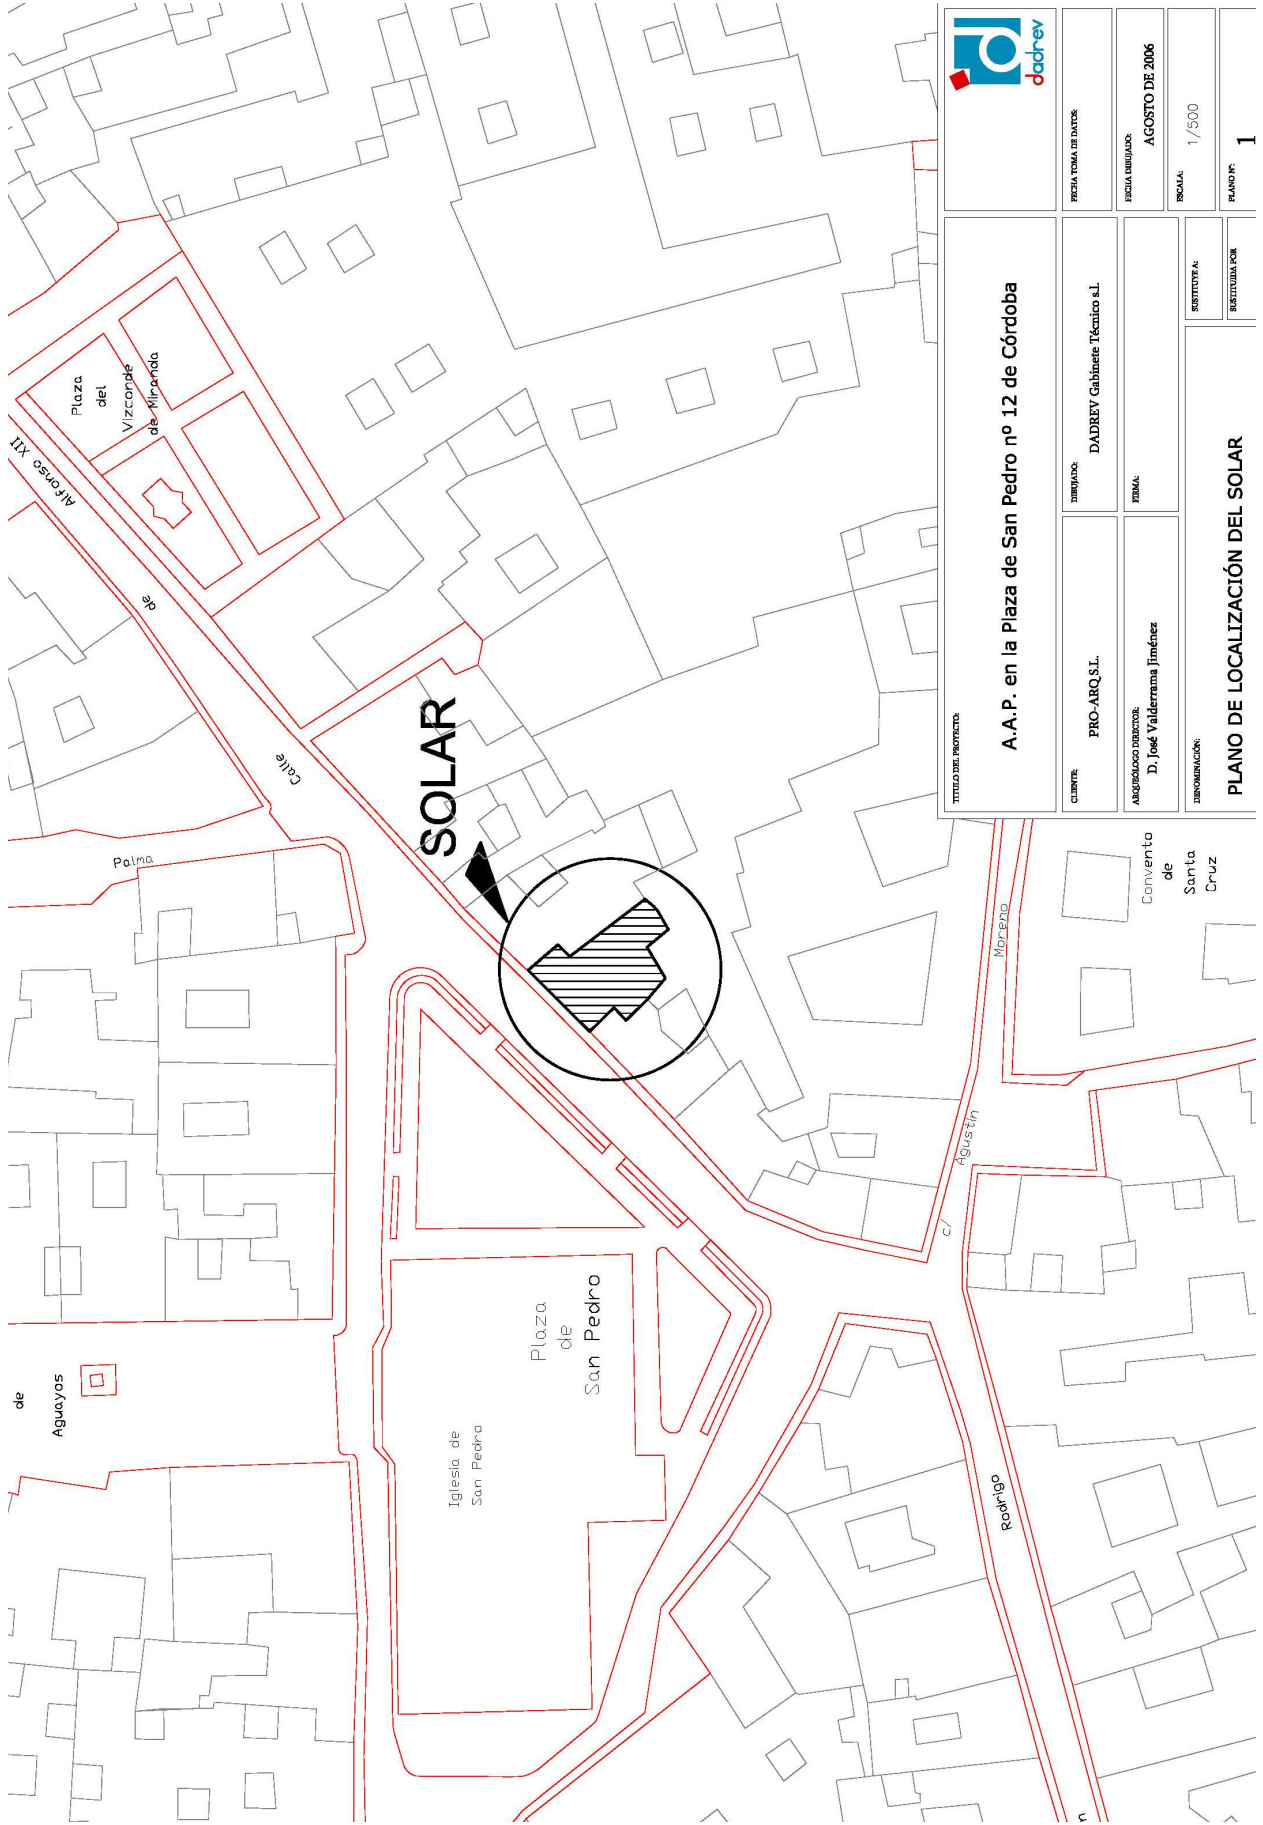 Plaza
del
Vizconde
de Miranda
Alfonso XII
de
Calle
Palma
SOLAR
de
Aguayos
Plaza
de
San Pedro
Iglesia de
San Pedro
Moreno
Agustín
c/
Rodrigo
Convento
de
Santa
Cruz
TITULO DEL PROYECTO:
A.A.P. en la Plaza de San Pedro nº 12 de Córdoba
dadrev
CLIENTE:
PRO-ARQ,S.L.
DIBUJADO:
DADREV Gabinete Técnico s.l.
FECHA TOMA DE DATOS:
ARQUEÓLOGO DIRECTOR:
D. José Valderrama Jiménez
FIRMA:
FECHA DIBUJADO:
AGOSTO DE 2006
ESCALA:
1/500
DENOMINACIÓN:
PLANO DE LOCALIZACIÓN DEL SOLAR
SUSTITUYE A:
SUSTITUIDA POR
PLANO Nº:
1